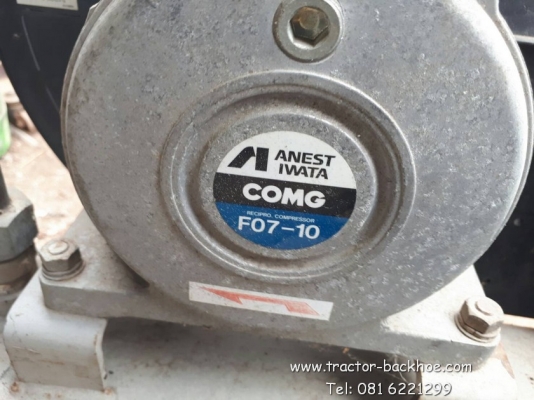 ANEST
IWATA
COMG
RECIPRO. COMPRESSOR
F07-10
www.tractor-backhoe.com
Tel: 081 6221299